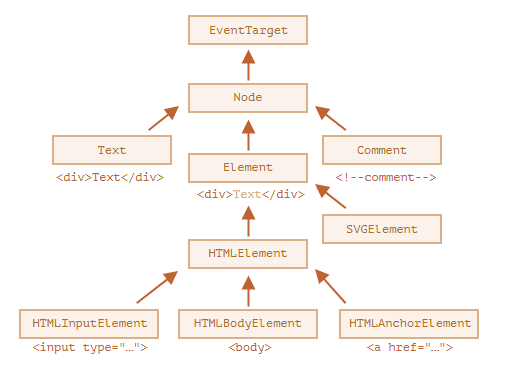 EventTarget
Node
Text
<div>Text</div>
Element
<div>Text</div>
Comment
<!--comment-->
SVGElement
HTMLElement
HTMLInputElement
<input type="…">
HTMLBodyElement
<body>
HTMLAnchorElement
<a href="…">